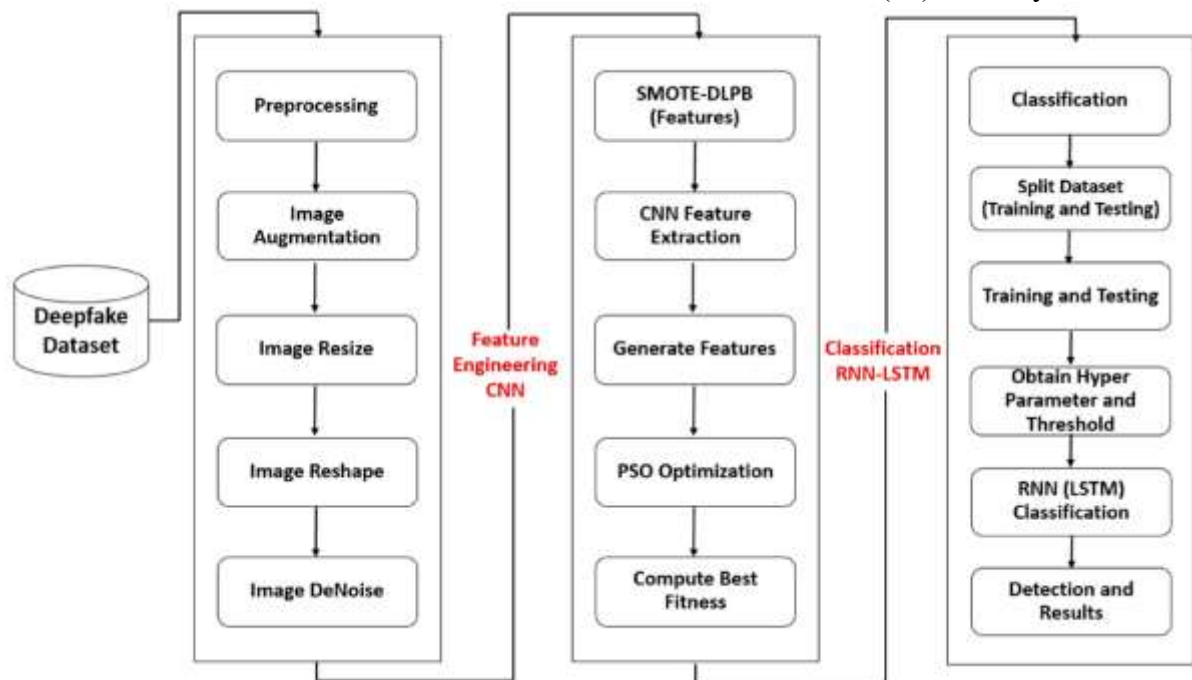 Deepfake
Dataset
Preprocessing
Image
Augmentation
Image Resize
Image Reshape
Image DeNoise
Feature
Engineering
CNN
SMOTE-DLPB
(Features)
CNN Feature
Extraction
Generate Features
PSO Optimization
Compute Best
Fitness
Classification
RNN-LSTM
Classification
Split Dataset
(Training and Testing)
Training and Testing
Obtain Hyper
Parameter and
Threshold
RNN (LSTM)
Classification
Detection and
Results